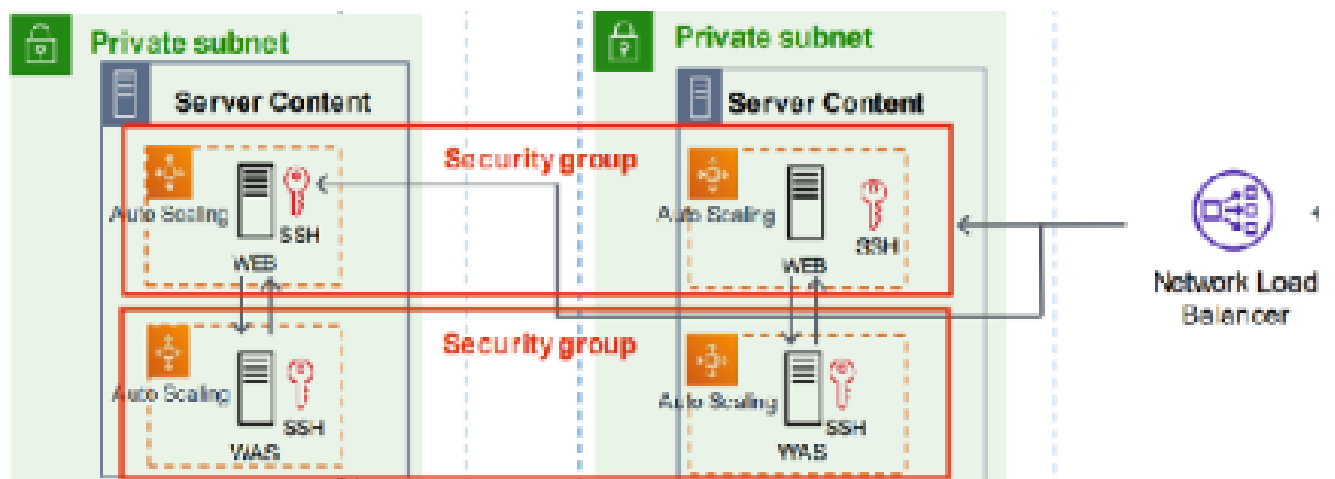 Private subnet
Server Content
Auto Scaling
SSH
WEB
Auto Scaling
SSH
WAS
Security group
Security group
Private subnet
Server Content
Auto Scaling
SSH
WEB
Auto Scaling
SSH
WAS
Network Load
Balancer